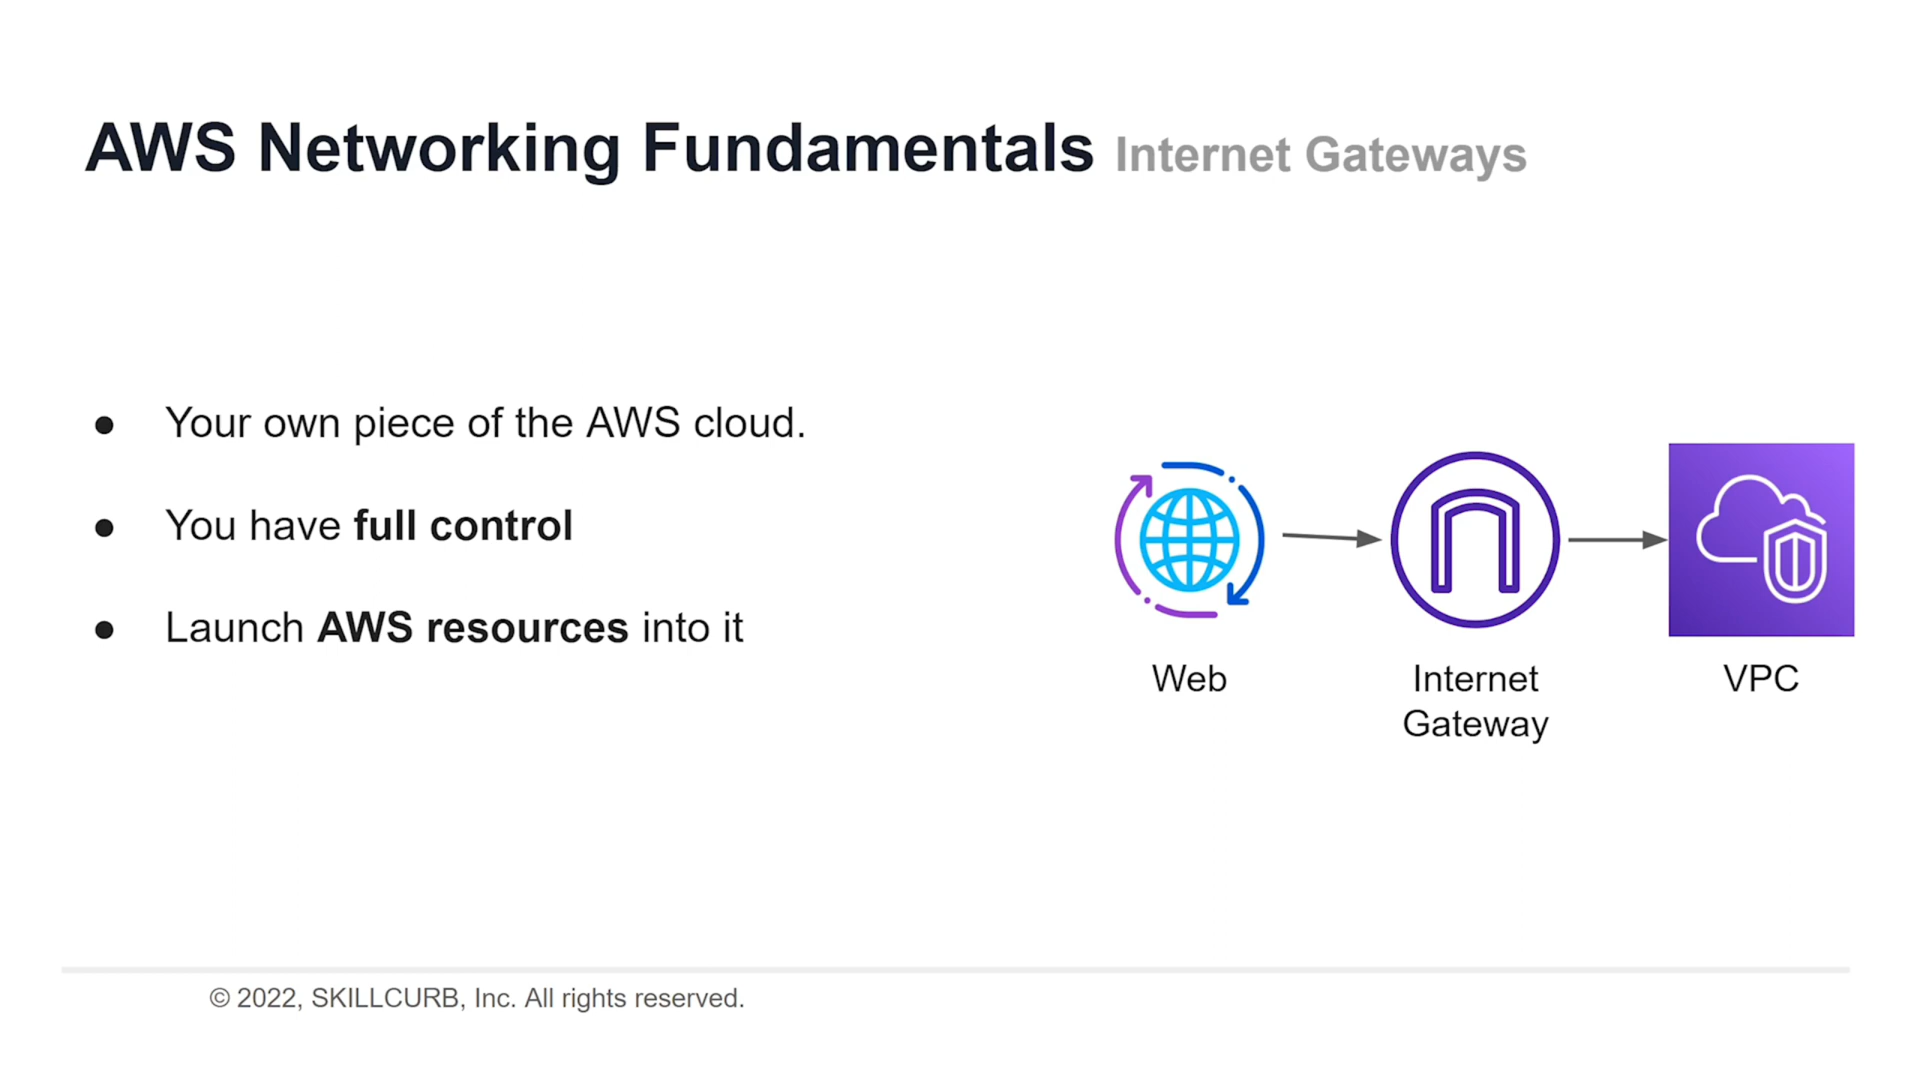 AWS Networking Fundamentals Internet Gateways
● Your own piece of the AWS cloud.
● You have full control
● Launch AWS resources into it
Web
Internet
Gateway
VPC
© 2022, SKILLCURB, Inc. All rights reserved.